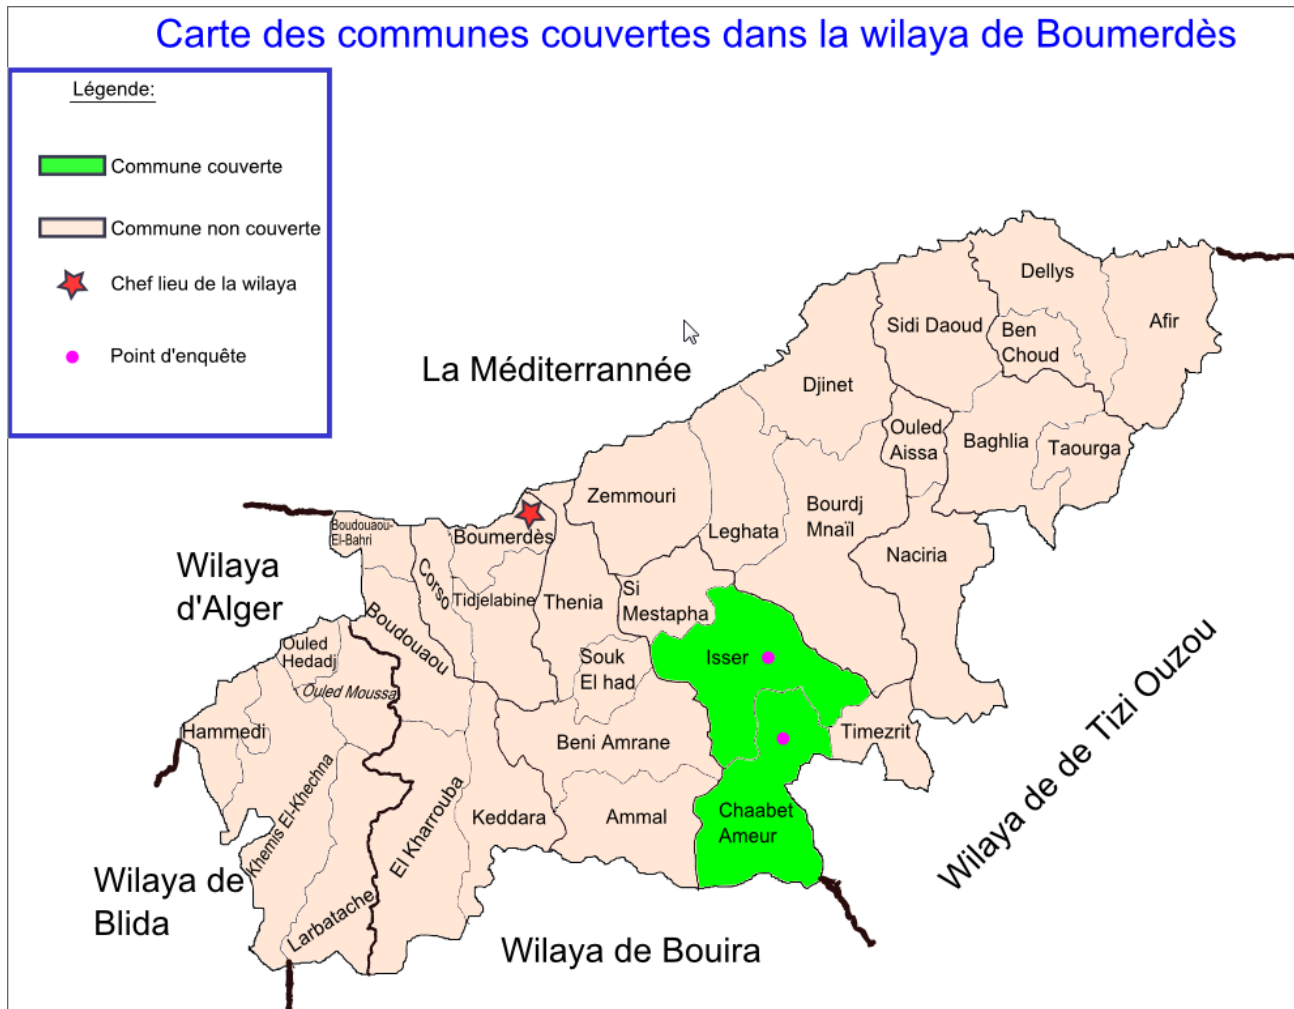 Carte des communes couvertes dans la wilaya de Boumerdès
Légende:
Commune couverte
Commune non couverte
Chef lieu de la wilaya
Point d'enquête
La Méditerrannée
Dellys
Afir
Sidi Daoud
Ben
Choud
Djinet
Ouled
Aissa
Baghlia
Taourga
Zemmouri
Bourdj
Mnaïl
Leghata
Naciria
Boudouaou-
El-Bahri
Boumerdès
Wilaya
d'Alger
Corso
Tidjelabine
Thenia
Si
Mestapha
Boudouaou
Ouled
Hedadj
Ouled Moussa
Souk
El had
Isser
Hammedi
Beni Amrane
Timezrit
Khemis El-Khechna
El Kharrouba
Keddara
Ammal
Chaabet
Ameur
Wilaya de de Tizi Ouzou
Wilaya de
Blida
Larbatache
Wilaya de Bouira